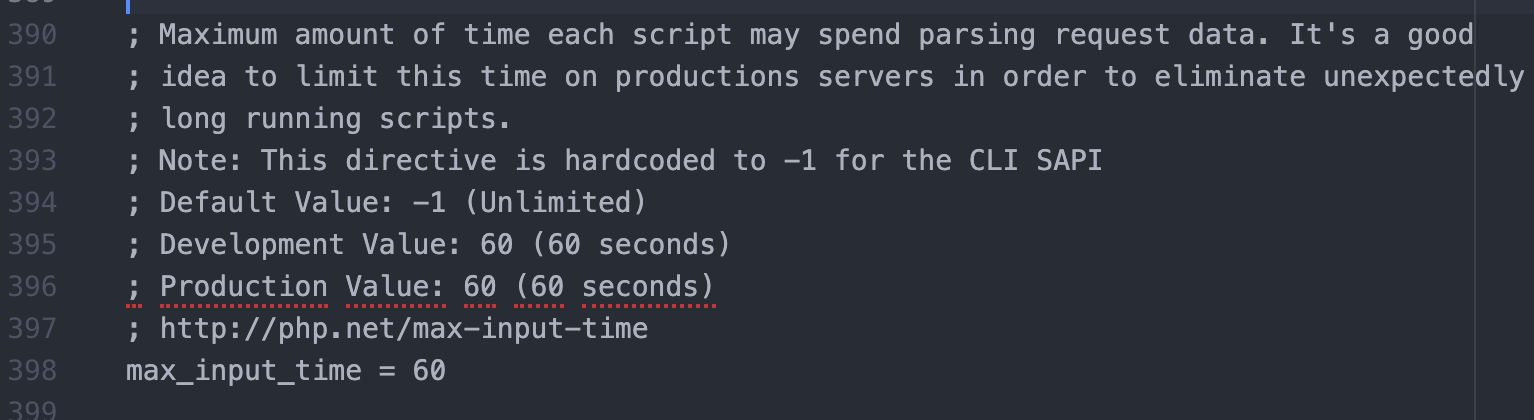 390 ; Maximum amount of time each script may spend parsing request data. It's a good
391 ; idea to limit this time on productions servers in order to eliminate unexpectedly
392 ; long running scripts.
393 ; Note: This directive is hardcoded to -1 for the CLI SAPI
394 ; Default Value: -1 (Unlimited)
395 ; Development Value: 60 (60 seconds)
396 ; Production Value: 60 (60 seconds)
397 ; http://php.net/max-input-time
398 max_input_time = 60
399